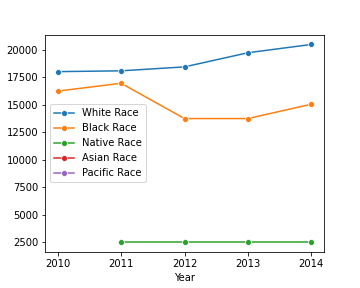 20000
17500
15000
12500
10000
7500
5000
2500
White Race
Black Race
Native Race
Asian Race
Pacific Race
2010 2011 2012 2013 2014
Year